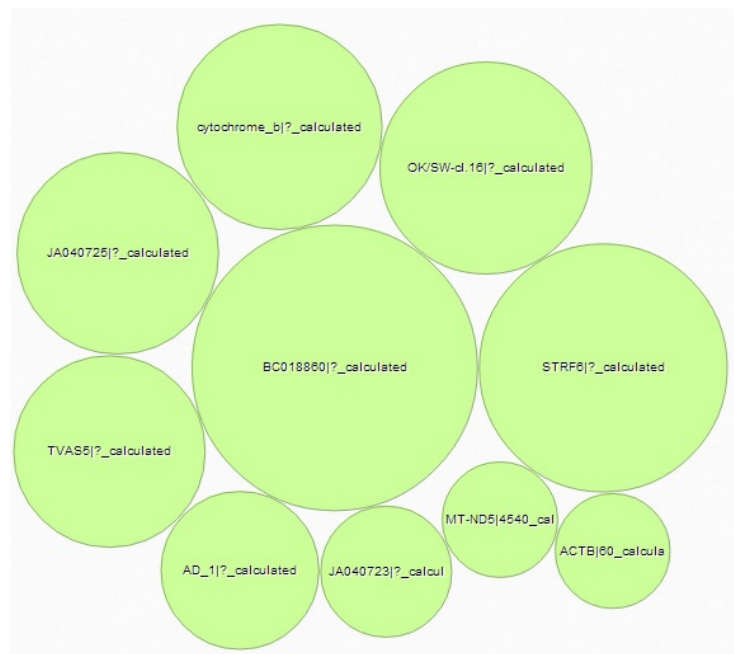 cytochrome_b|?_calculated
OK/SW-cl.16|?_calculated
JA040725|?_calculated
BC018860|?_calculated
STRF6|?_calculated
TVAS5|?_calculated
MT-ND5|4540_cal
ACTB|60_calcula
AD_1|?_calculated
JA040723|?_calcul